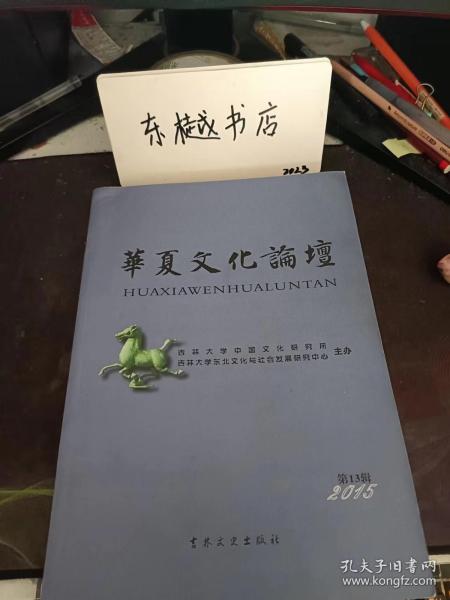 东樾书店
2023
華夏文化論壇
HUAXIAWENHUALUNTAN
吉林大学中国文化研究所
吉林大学东北文化与社会发展研究中心 主办
第13辑
2015
吉林文史出版社
孔夫子旧书网
www.kongfz.com